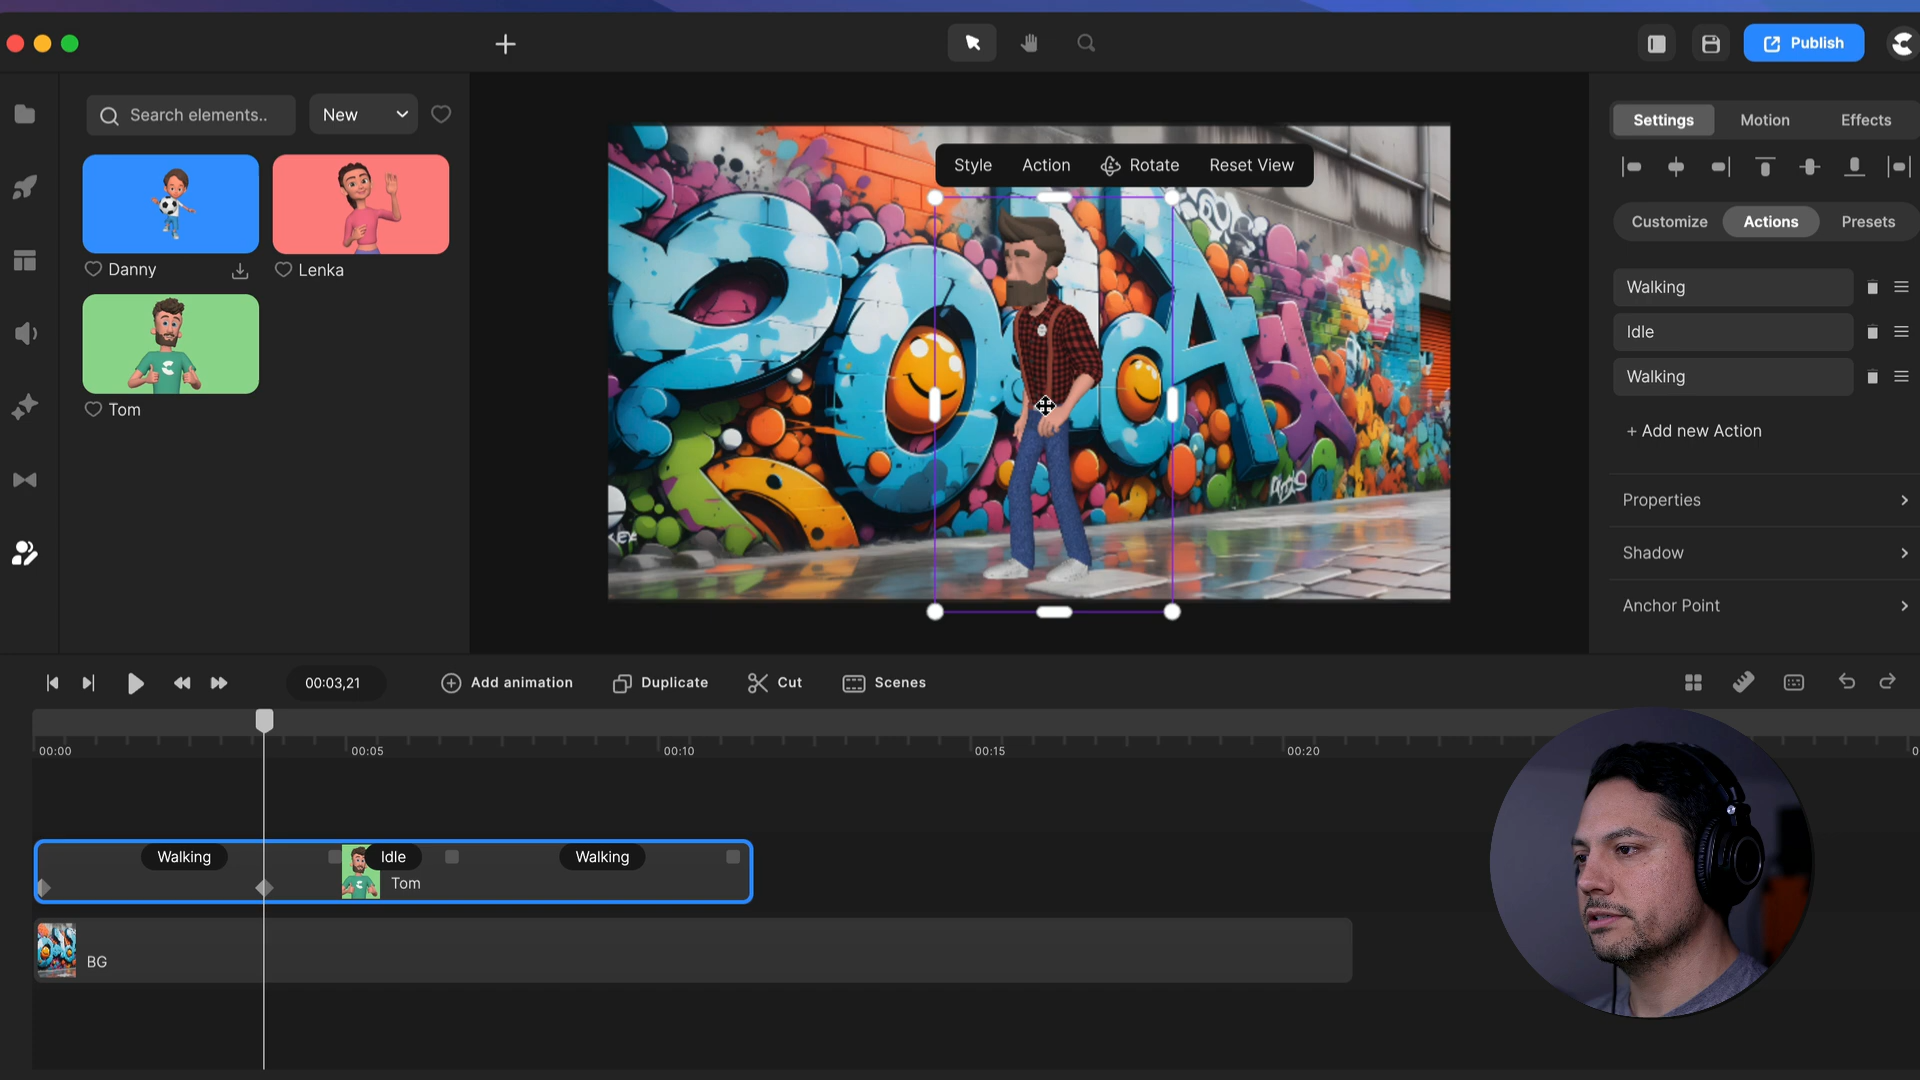 Publish
Search elements..
New
Danny
Lenka
Tom
Style
Action
Rotate
Reset View
Settings
Motion
Effects
Customize
Actions
Presets
Walking
Idle
Walking
+ Add new Action
Properties
Shadow
Anchor Point
00:03,21
Add animation
Duplicate
Cut
Scenes
00:00
00:05
00:10
00:15
00:20
Walking
Idle
Walking
Tom
BG